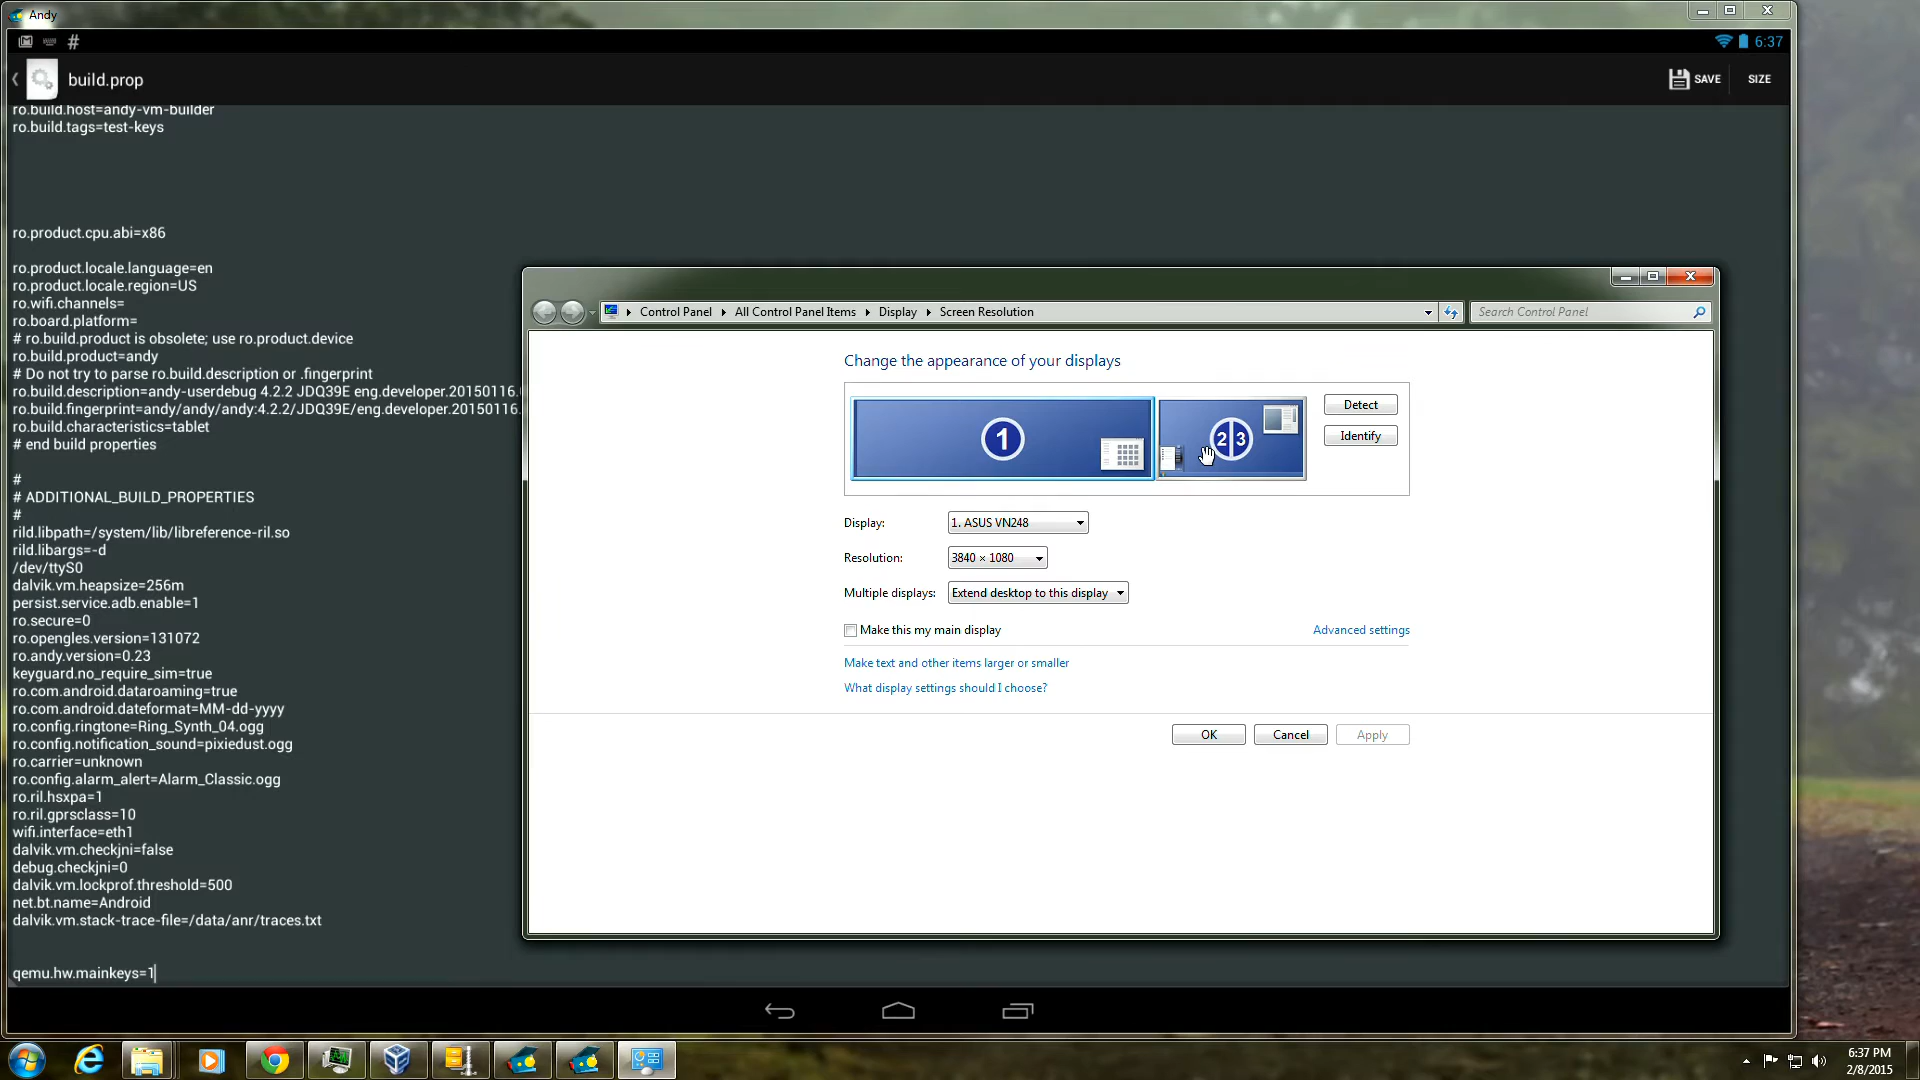 Andy
#
6:37
build.prop
SAVE
SIZE
ro.build.host=andy-vm-builder
ro.build.tags=test-keys
ro.product.cpu.abi=x86
ro.product.locale.language=en
ro.product.locale.region=US
ro.wifi.channels=
ro.board.platform=
# ro.build.product is obsolete; use ro.product.device
ro.build.product=andy
# Do not try to parse ro.build.description or .fingerprint
ro.build.description=andy-userdebug 4.2.2 JDQ39E eng.developer.20150116.
ro.build.fingerprint=andy/andy/andy:4.2.2/JDQ39E/eng.developer.20150116.
ro.build.characteristics=tablet
# end build properties
#
# ADDITIONAL_BUILD_PROPERTIES
#
rild.libpath=/system/lib/libreference-ril.so
rild.libargs=-d
/dev/ttyS0
dalvik.vm.heapsize=256m
persist.service.adb.enable=1
ro.secure=0
ro.opengles.version=131072
ro.andy.version=0.23
keyguard.no_require_sim=true
ro.com.android.dataroaming=true
ro.com.android.dateformat=MM-dd-yyyy
ro.config.ringtone=Ring_Synth_04.ogg
ro.config.notification_sound=pixiedust.ogg
ro.carrier=unknown
ro.config.alarm_alert=Alarm_Classic.ogg
ro.ril.hsxpa=1
ro.ril.gprsclass=10
wifi.interface=eth1
dalvik.vm.checkjni=false
debug.checkjni=0
dalvik.vm.lockprof.threshold=500
net.bt.name=Android
dalvik.vm.stack-trace-file=/data/anr/traces.txt
qemu.hw.mainkeys=1
Control Panel
All Control Panel Items
Display
Screen Resolution
Search Control Panel
Change the appearance of your displays
1
2 3
Detect
Identify
Display: 1. ASUS VN248
Resolution: 3840 × 1080
Multiple displays: Extend desktop to this display
Make this my main display
Advanced settings
Make text and other items larger or smaller
What display settings should I choose?
OK
Cancel
Apply
6:37 PM
2/8/2015